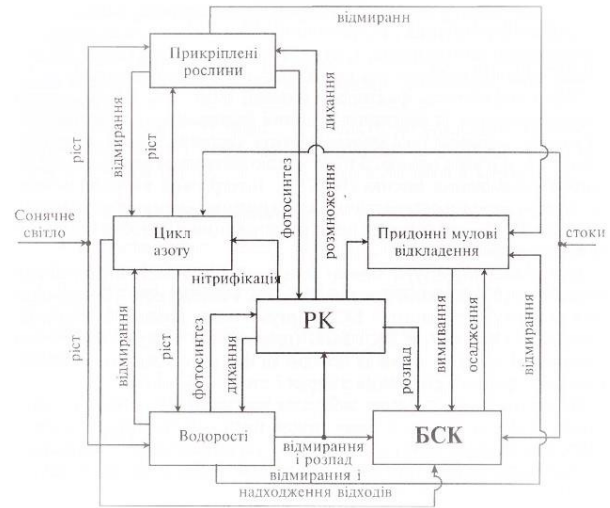 відмиранн
Прикріплені
рослини
ріст
відмирання
ріст
фотосинтез
дихання
розмноження
Сонячне
світло
Цикл
азоту
Придонні мулові
відкладення
стоки
нітрифікація
РК
ріст
відмирання
ріст
фотосинтез
дихання
розпад
вимивання
осадження
відмирання
Водорості
БСК
відмирання
і розпад
відмирання і
надходження відходів